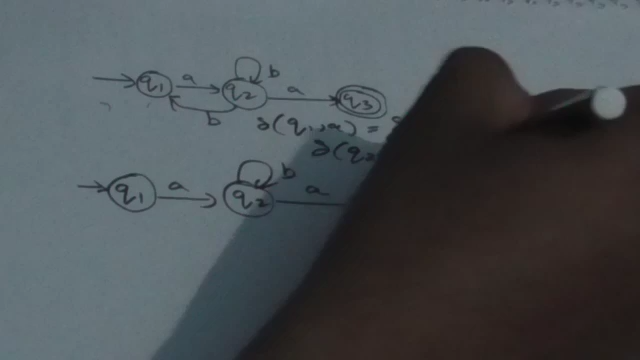 q1 a q2 b a q3
b
∂(q1,a) =
∂(q2
q1 a q2 b a